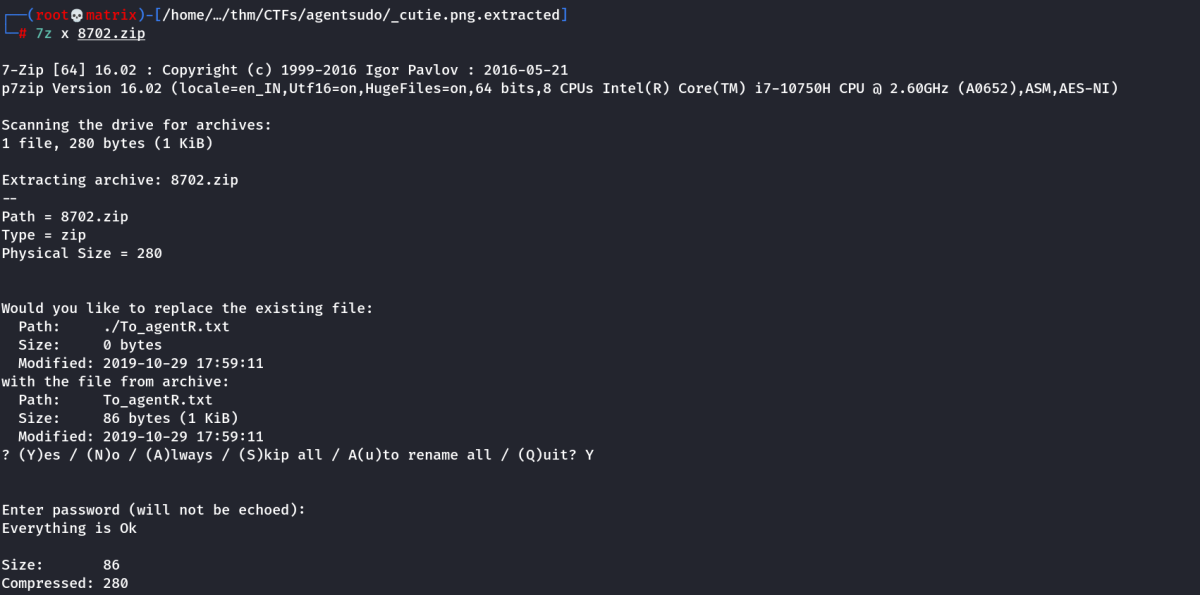 ┌──(root💀matrix)-[/home/…/thm/CTFs/agentsudo/_cutie.png.extracted]
└─# 7z x 8702.zip
7-Zip [64] 16.02 : Copyright (c) 1999-2016 Igor Pavlov : 2016-05-21
p7zip Version 16.02 (locale=en_IN,Utf16=on,HugeFiles=on,64 bits,8 CPUs Intel(R) Core(TM) i7-10750H CPU @ 2.60GHz (A0652),ASM,AES-NI)
Scanning the drive for archives:
1 file, 280 bytes (1 KiB)
Extracting archive: 8702.zip
--
Path = 8702.zip
Type = zip
Physical Size = 280
Would you like to replace the existing file:
  Path:     ./To_agentR.txt
  Size:     0 bytes
  Modified: 2019-10-29 17:59:11
with the file from archive:
  Path:     To_agentR.txt
  Size:     86 bytes (1 KiB)
  Modified: 2019-10-29 17:59:11
? (Y)es / (N)o / (A)lways / (S)kip all / A(u)to rename all / (Q)uit? Y
Enter password (will not be echoed):
Everything is Ok
Size:       86
Compressed: 280